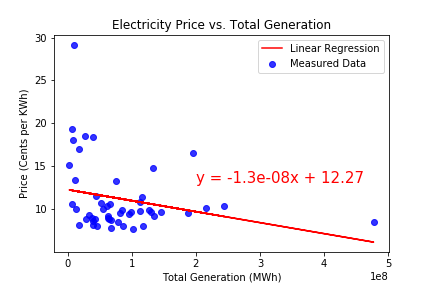 Electricity Price vs. Total Generation
Linear Regression
Measured Data
y = -1.3e-08x + 12.27
Price (Cents per KWh)
30
25
20
15
10
0
1
2
3
4
5
1e8
Total Generation (MWh)